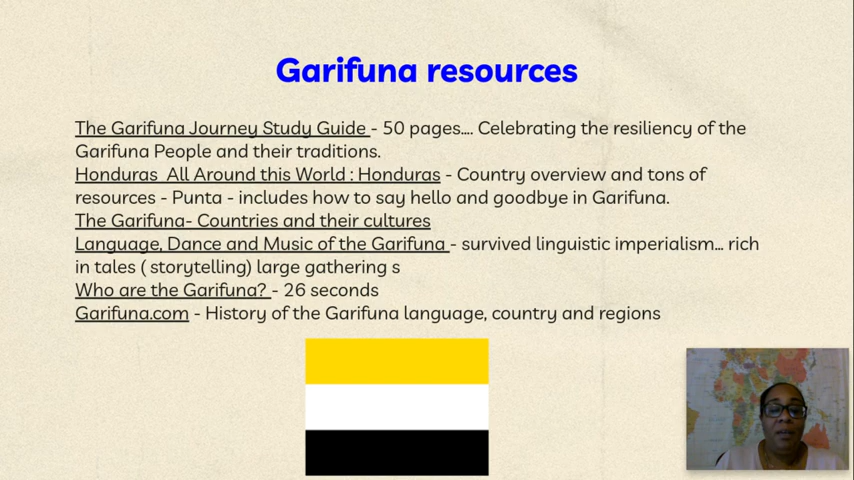 Garifuna resources
The Garifuna Journey Study Guide - 50 pages.... Celebrating the resiliency of the
Garifuna People and their traditions.
Honduras  All Around this World : Honduras - Country overview and tons of
resources - Punta - includes how to say hello and goodbye in Garifuna.
The Garifuna- Countries and their cultures
Language, Dance and Music of the Garifuna - survived linguistic imperialism... rich
in tales ( storytelling) large gathering s
Who are the Garifuna? - 26 seconds
Garifuna.com - History of the Garifuna language, country and regions